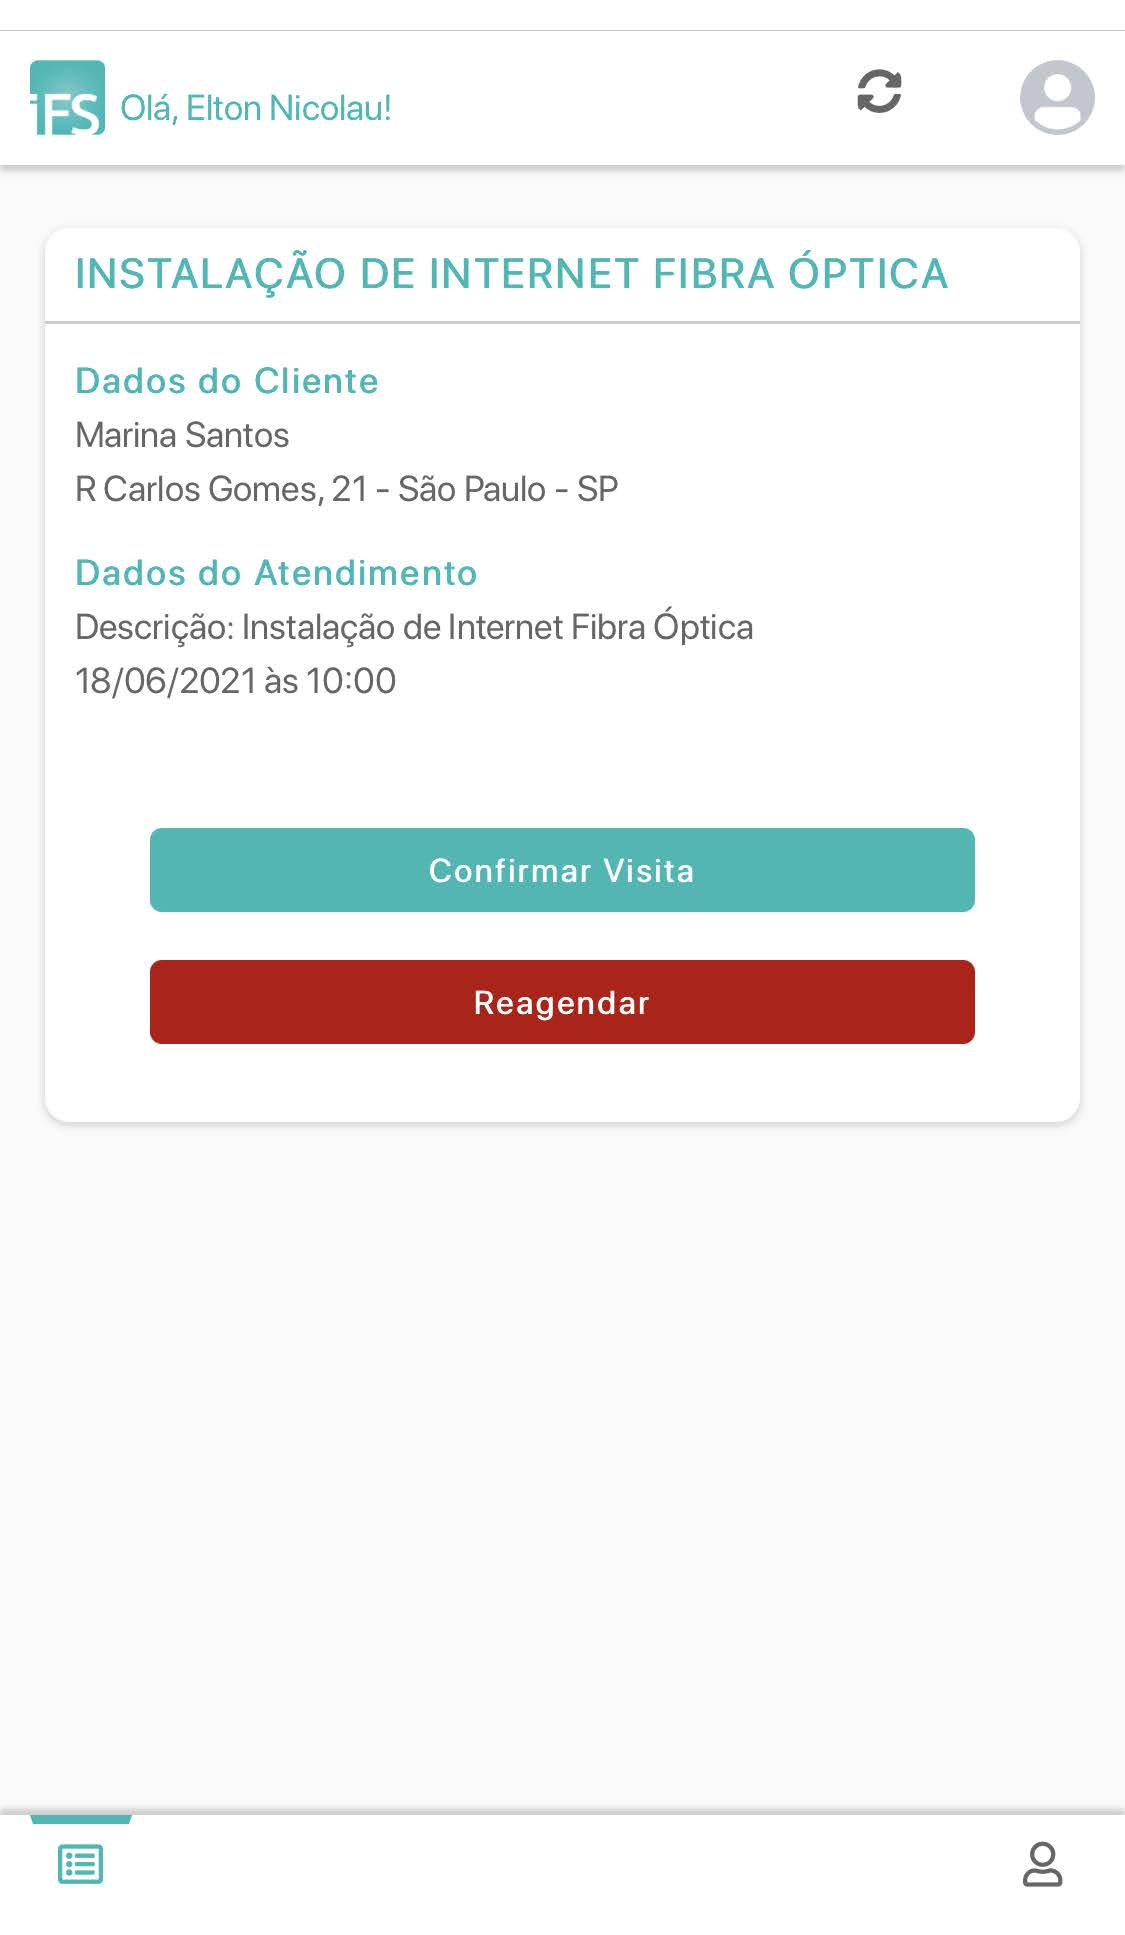 iFS
Olá, Elton Nicolau!
INSTALAÇÃO DE INTERNET FIBRA ÓPTICA
Dados do Cliente
Marina Santos
R Carlos Gomes, 21 - São Paulo - SP
Dados do Atendimento
Descrição: Instalação de Internet Fibra Óptica
18/06/2021 às 10:00
Confirmar Visita
Reagendar